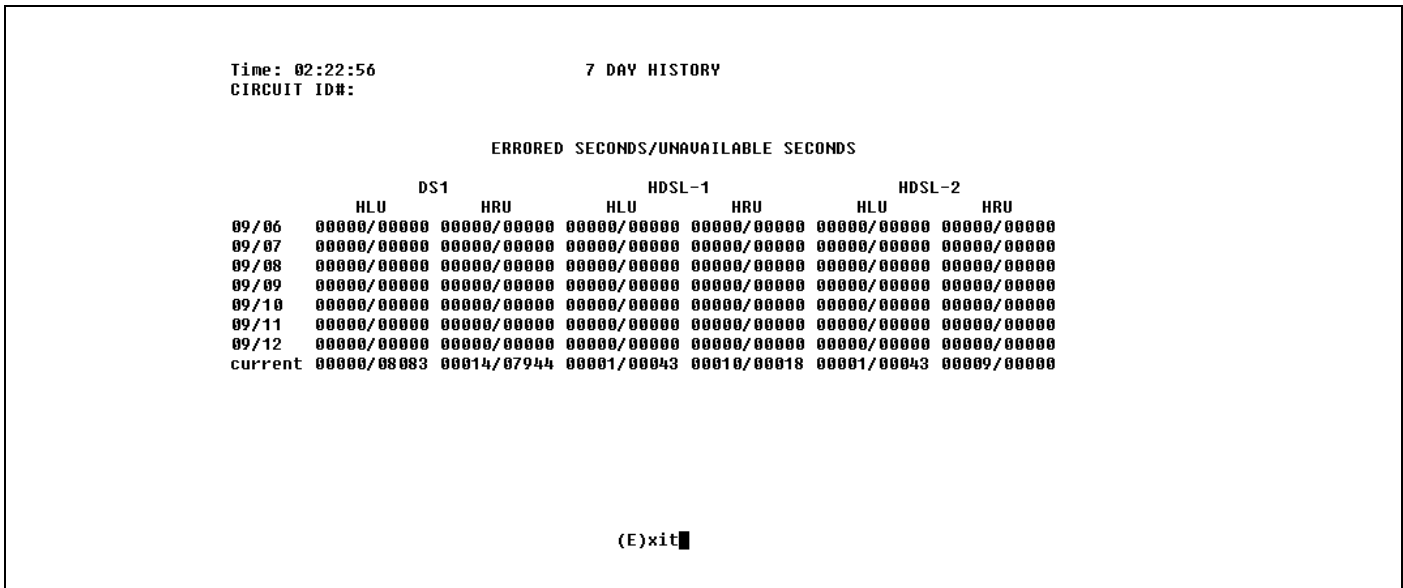 Time: 02:22:56 7 DAY HISTORY
CIRCUIT ID#:
ERRORED SECONDS/UNAVAILABLE SECONDS
DS1 HDSL-1 HDSL-2
HLU HRU HLU HRU HLU HRU
09/06 00000/00000 00000/00000 00000/00000 00000/00000 00000/00000 00000/00000
09/07 00000/00000 00000/00000 00000/00000 00000/00000 00000/00000 00000/00000
09/08 00000/00000 00000/00000 00000/00000 00000/00000 00000/00000 00000/00000
09/09 00000/00000 00000/00000 00000/00000 00000/00000 00000/00000 00000/00000
09/10 00000/00000 00000/00000 00000/00000 00000/00000 00000/00000 00000/00000
09/11 00000/00000 00000/00000 00000/00000 00000/00000 00000/00000 00000/00000
09/12 00000/00000 00000/00000 00000/00000 00000/00000 00000/00000 00000/00000
current 00000/08083 00014/07944 00001/00043 00010/00018 00001/00043 00009/00000
(E)xit